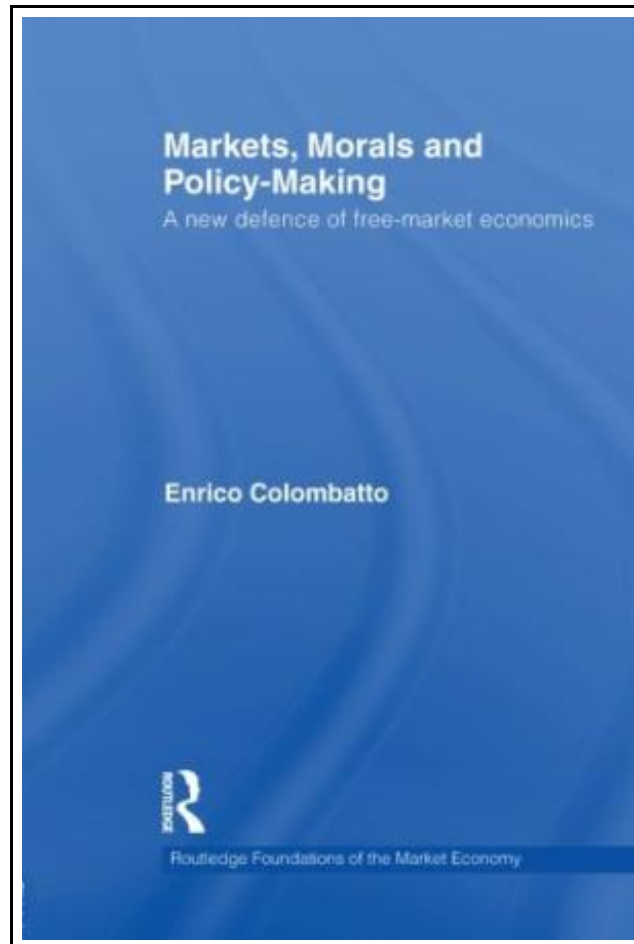 Markets, Morals and
Policy-Making
A new defence of free-market economics
Enrico Colombatto
ROUTLEDGE
Routledge Foundations of the Market Economy